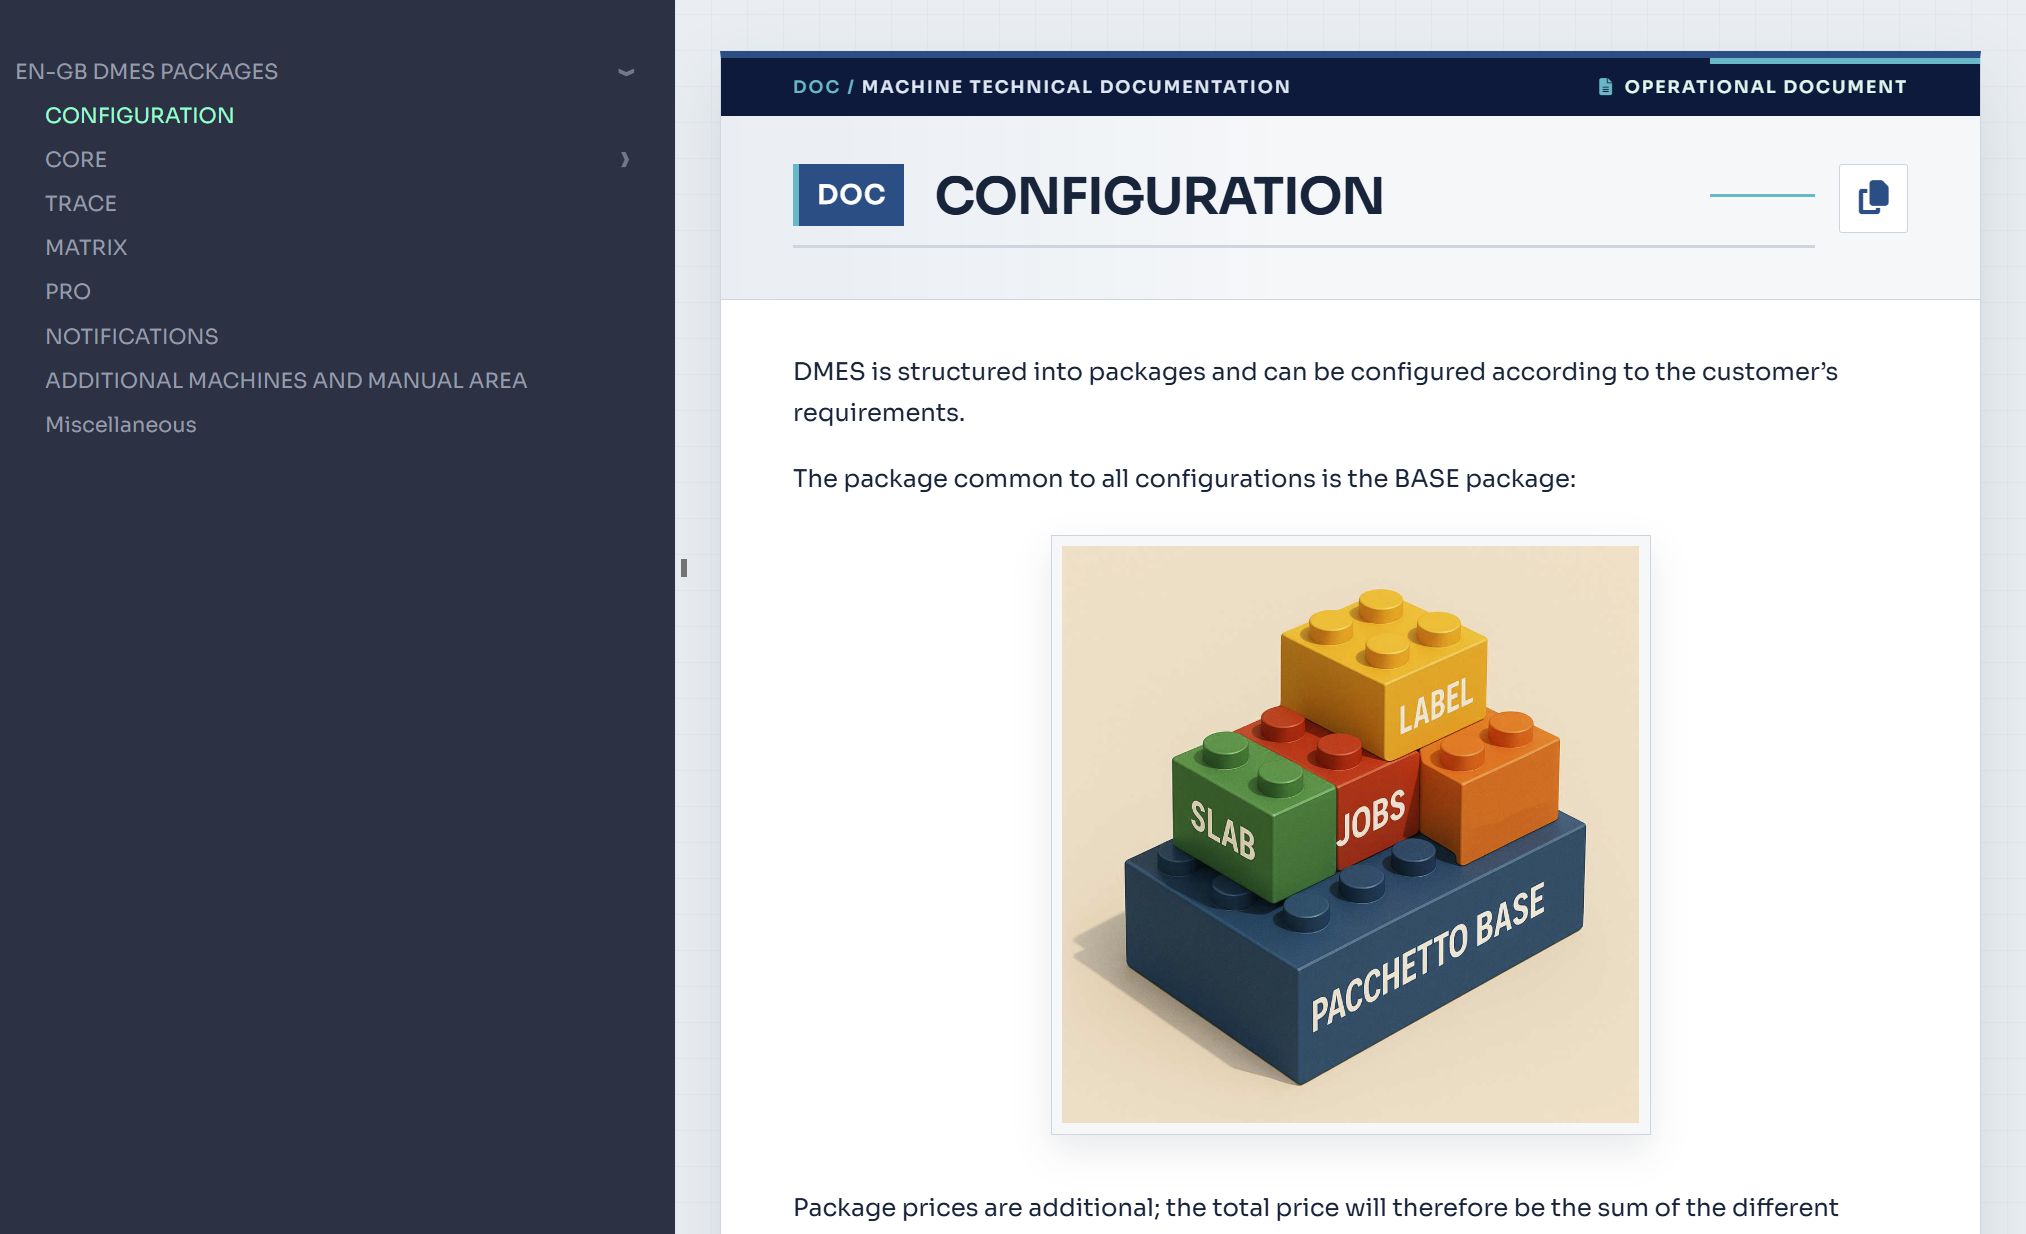 EN-GB DMES PACKAGES
CONFIGURATION
CORE
TRACE
MATRIX
PRO
NOTIFICATIONS
ADDITIONAL MACHINES AND MANUAL AREA
Miscellaneous
DOC / MACHINE TECHNICAL DOCUMENTATION
OPERATIONAL DOCUMENT
DOC
CONFIGURATION
DMES is structured into packages and can be configured according to the customer’s
requirements.
The package common to all configurations is the BASE package:
LABEL
SLAB
JOBS
PACCHETTO BASE
Package prices are additional; the total price will therefore be the sum of the different